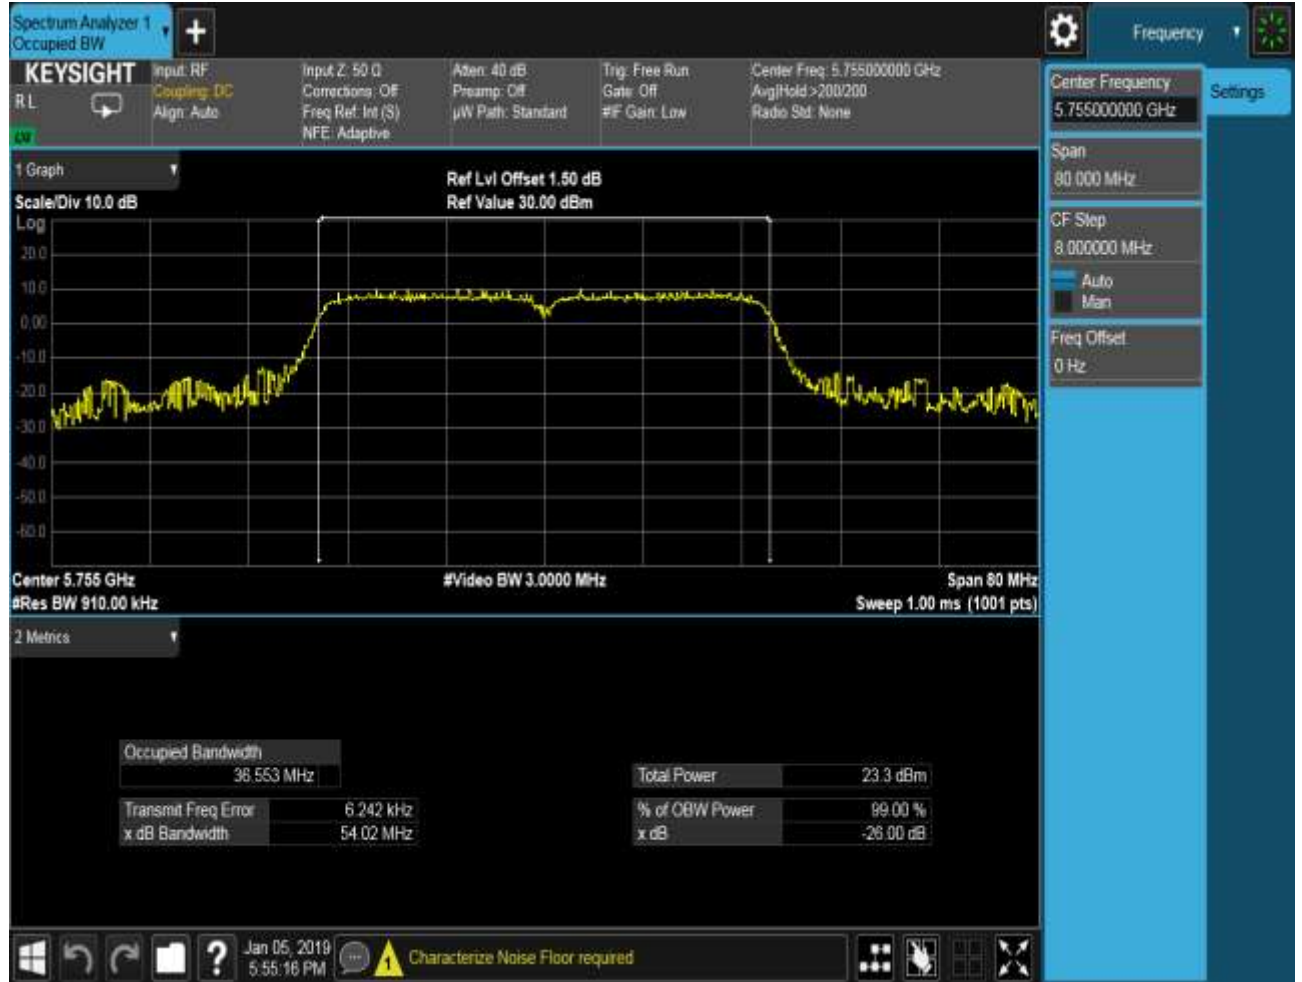 Spectrum Analyzer 1
Occupied BW
+
Frequency
KEYSIGHT
RL
Input: RF
Coupling: DC
Align: Auto
Input Z: 50 Ω
Corrections: Off
Freq Ref: Int (S)
NFE: Adaptive
Atten: 40 dB
Preamp: Off
µW Path: Standard
Trig: Free Run
Gate: Off
#IF Gain: Low
Center Freq: 5.755000000 GHz
Avg|Hold:>200/200
Radio Std: None
Center Frequency
5.755000000 GHz
Settings
Span
80.000 MHz
CF Step
8.000000 MHz
Auto
Man
Freq Offset
0 Hz
1 Graph
Scale/Div 10.0 dB
Ref Lvl Offset 1.50 dB
Ref Value 30.00 dBm
Log
20.0
10.0
0.00
-10.0
-20.0
-30.0
-40.0
-50.0
-60.0
Center 5.755 GHz
#Video BW 3.0000 MHz
Span 80 MHz
#Res BW 910.00 kHz
Sweep 1.00 ms (1001 pts)
2 Metrics
Occupied Bandwidth
36.553 MHz
Total Power 23.3 dBm
Transmit Freq Error 6.242 kHz
% of OBW Power 99.00 %
x dB Bandwidth 54.02 MHz
x dB -26.00 dB
?
Jan 05, 2019
5:55:16 PM
1
Characterize Noise Floor required